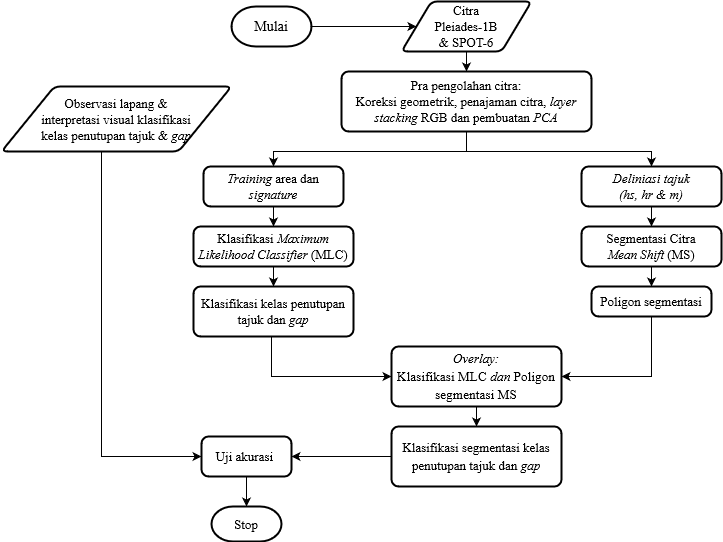 Mulai
Citra
Pleiades-1B
& SPOT-6
Pra pengolahan citra:
Koreksi geometrik, penajaman citra, layer
stacking RGB dan pembuatan PCA
Observasi lapang &
interpretasi visual klasifikasi
kelas penutupan tajuk & gap
Training area dan
signature
Deliniasi tajuk
(hs, hr & m)
Klasifikasi Maximum
Likelihood Classifier (MLC)
Segmentasi Citra
Mean Shift (MS)
Klasifikasi kelas penutupan
tajuk dan gap
Poligon segmentasi
Overlay:
Klasifikasi MLC dan Poligon
segmentasi MS
Uji akurasi
Klasifikasi segmentasi kelas
penutupan tajuk dan gap
Stop